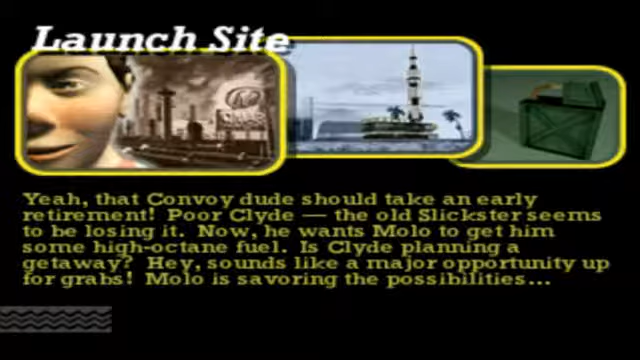 Launch Site
Yeah, that Convoy dude should take an early
retirement! Poor Clyde — the old Slickster seems
to be losing it. Now, he wants Molo to get him
some high-octane fuel. Is Clyde planning a
getaway? Hey, sounds like a major opportunity up
for grabs! Molo is savoring the possibilities...